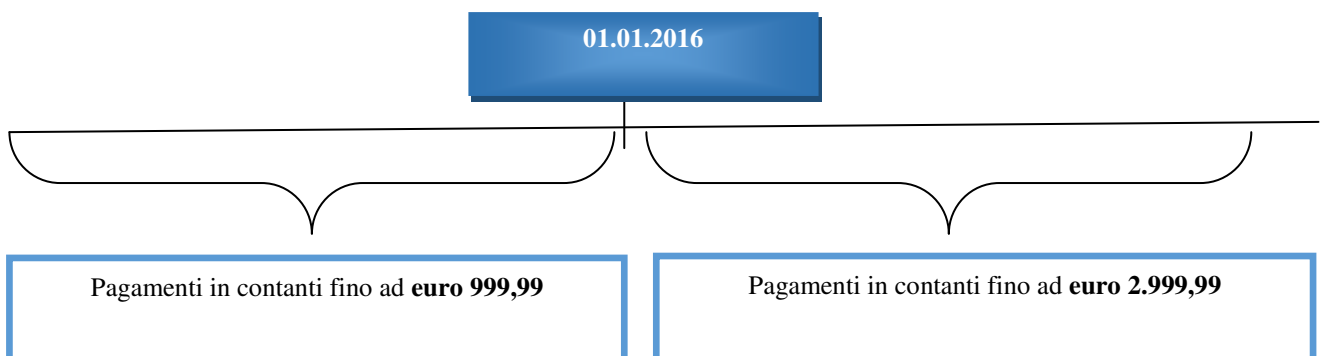 01.01.2016
Pagamenti in contanti fino ad euro 999,99
Pagamenti in contanti fino ad euro 2.999,99